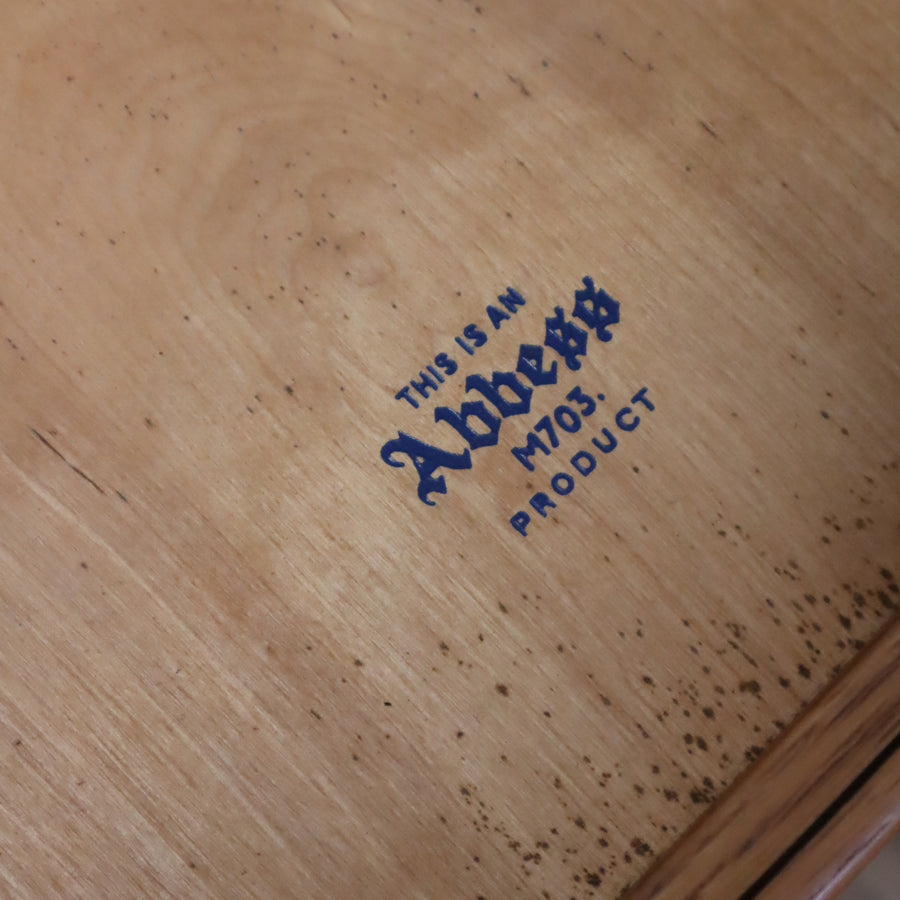 THIS IS AN
Abbess
M703.
PRODUCT